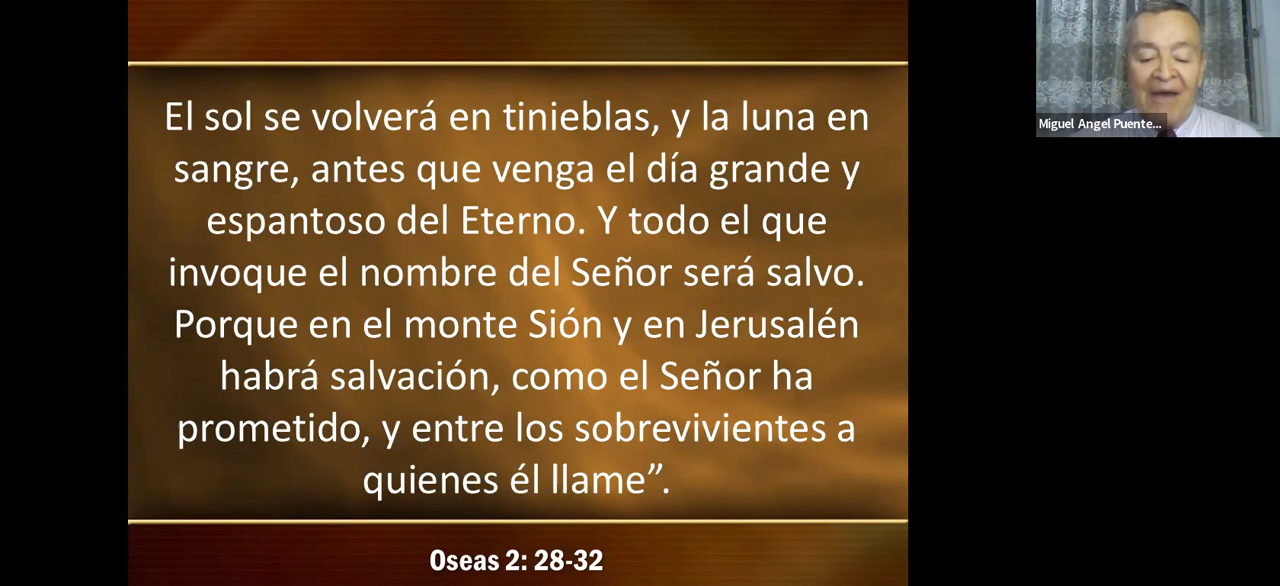 El sol se volverá en tinieblas, y la luna en
sangre, antes que venga el día grande y
espantoso del Eterno. Y todo el que
invoque el nombre del Señor será salvo.
Porque en el monte Sión y en Jerusalén
habrá salvación, como el Señor ha
prometido, y entre los sobrevivientes a
quienes él llame”.
Oseas 2: 28-32
Miguel Angel Puente...